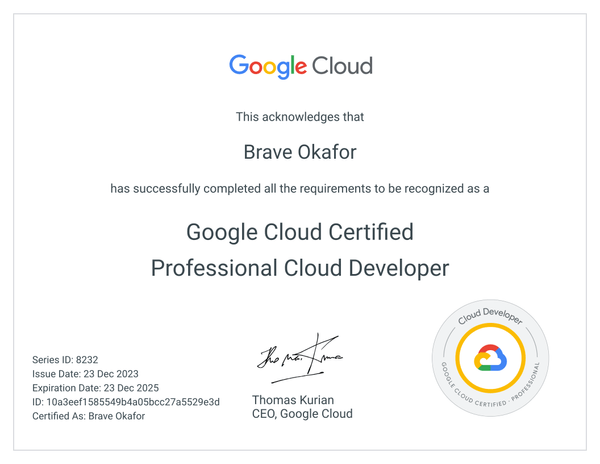 Google Cloud
This acknowledges that
Brave Okafor
has successfully completed all the requirements to be recognized as a
Google Cloud Certified
Professional Cloud Developer
Series ID: 8232
Issue Date: 23 Dec 2023
Expiration Date: 23 Dec 2025
ID: 10a3eef1585549b4a05bcc27a5529e3d
Certified As: Brave Okafor
Thomas Kurian
CEO, Google Cloud
Cloud Developer
GOOGLE CLOUD CERTIFIED · PROFESSIONAL